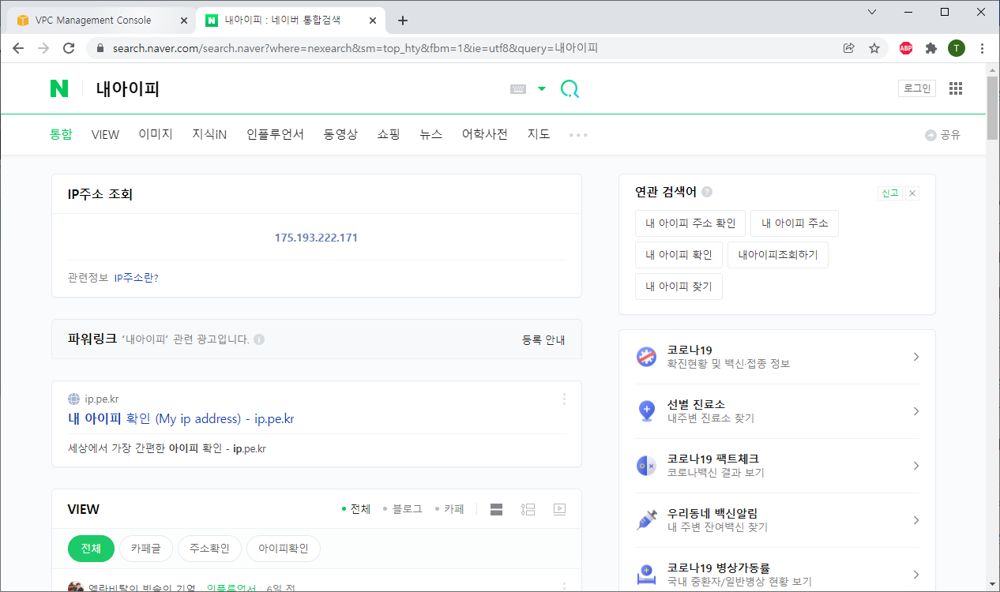 VPC Management Console
내아이피 : 네이버 통합검색
search.naver.com/search.naver?where=nexearch&sm=top_hty&fbm=1&ie=utf8&query=내아이피
ABP
T
N
내아이피
로그인
통합 VIEW 이미지 지식iN 인플루언서 동영상 쇼핑 뉴스 어학사전 지도
공유
IP주소 조회
175.193.222.171
관련정보 IP주소란?
파워링크 '내아이피' 관련 광고입니다.
등록 안내
ip.pe.kr
내 아이피 확인 (My ip address) - ip.pe.kr
세상에서 가장 간편한 아이피 확인 - ip.pe.kr
VIEW
전체 블로그 카페
전체 카페글 주소확인 아이피확인
인플루언서 6일 전
연관 검색어
신고
내 아이피 주소 확인 내 아이피 주소
내 아이피 확인 내아이피조회하기
내 아이피 찾기
코로나19
확진현황 및 백신·접종 정보
선별 진료소
내주변 진료소 찾기
코로나19 팩트체크
코로나백신 결과 보기
우리동네 백신알림
내 주변 잔여백신 찾기
코로나19 병상가동률
국내 중환자/일반병상 현황 보기